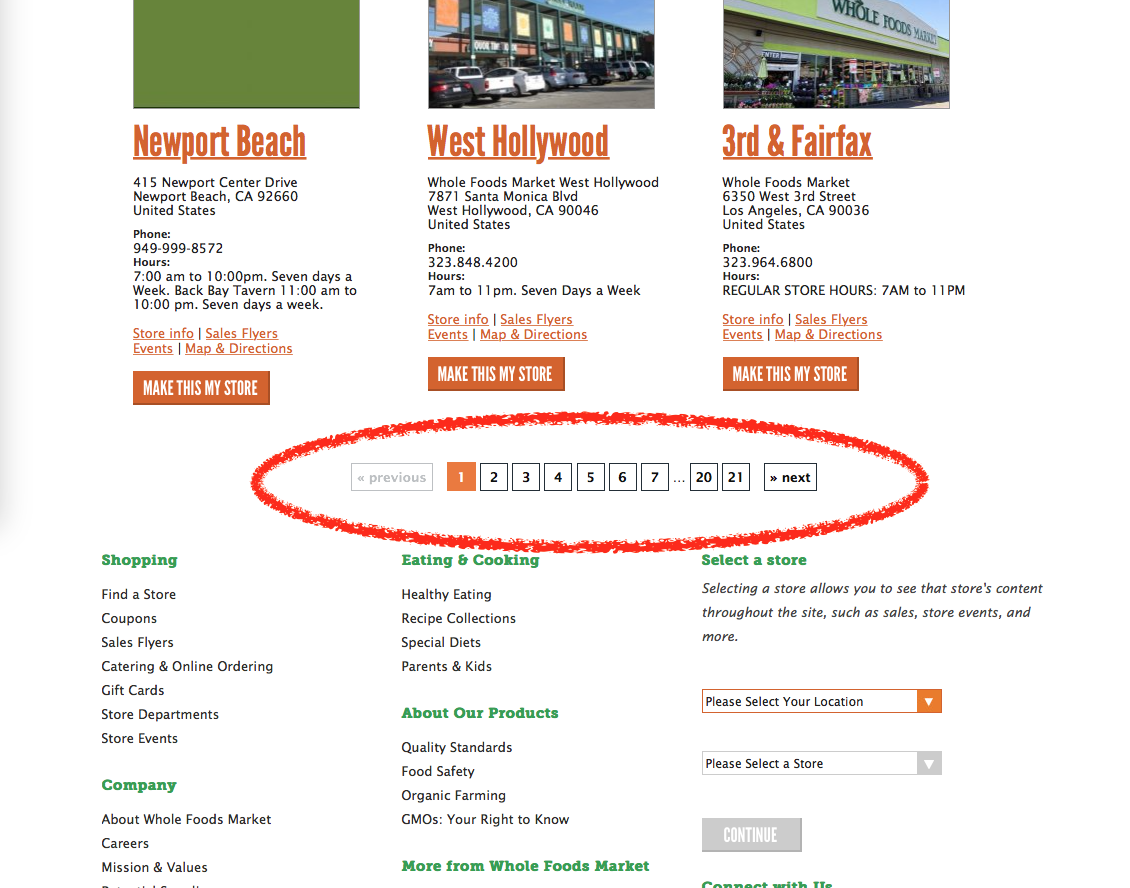 WHOLE FOODS MARKET
Newport Beach
415 Newport Center Drive
Newport Beach, CA 92660
United States
Phone:
949-999-8572
Hours:
7:00 am to 10:00pm. Seven days a
Week. Back Bay Tavern 11:00 am to
10:00 pm. Seven days a week.
Store info | Sales Flyers
Events | Map & Directions
MAKE THIS MY STORE
West Hollywood
Whole Foods Market West Hollywood
7871 Santa Monica Blvd
West Hollywood, CA 90046
United States
Phone:
323.848.4200
Hours:
7am to 11pm. Seven Days a Week
Store info | Sales Flyers
Events | Map & Directions
MAKE THIS MY STORE
3rd & Fairfax
Whole Foods Market
6350 West 3rd Street
Los Angeles, CA 90036
United States
Phone:
323.964.6800
Hours:
REGULAR STORE HOURS: 7AM to 11PM
Store info | Sales Flyers
Events | Map & Directions
MAKE THIS MY STORE
« previous 1 2 3 4 5 6 7 ... 20 21 » next
Shopping
Find a Store
Coupons
Sales Flyers
Catering & Online Ordering
Gift Cards
Store Departments
Store Events
Company
About Whole Foods Market
Careers
Mission & Values
Eating & Cooking
Healthy Eating
Recipe Collections
Special Diets
Parents & Kids
About Our Products
Quality Standards
Food Safety
Organic Farming
GMOs: Your Right to Know
More from Whole Foods Market
Select a store
Selecting a store allows you to see that store's content
throughout the site, such as sales, store events, and
more.
Please Select Your Location
Please Select a Store
CONTINUE
Connect with Us